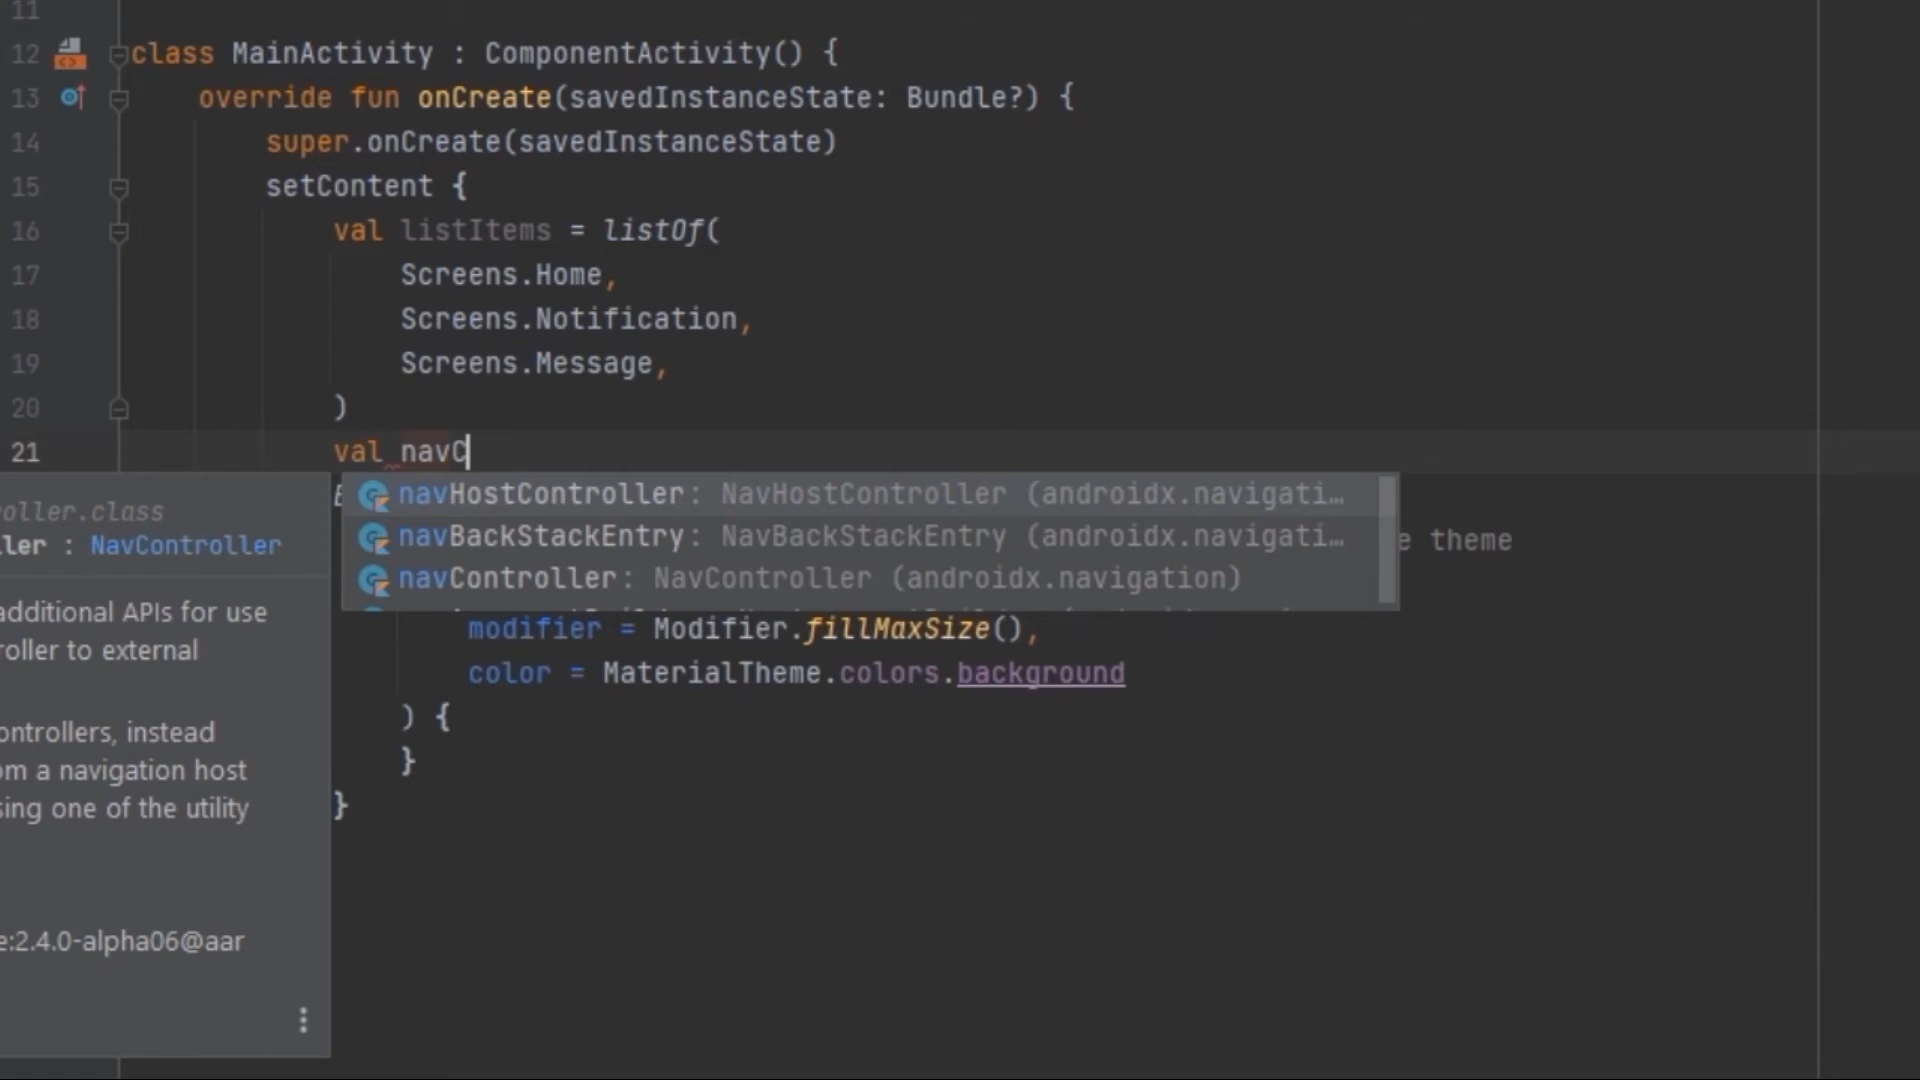 11
12 class MainActivity : ComponentActivity() {
13 override fun onCreate(savedInstanceState: Bundle?) {
14 super.onCreate(savedInstanceState)
15 setContent {
16 val listItems = listOf(
17 Screens.Home,
18 Screens.Notification,
19 Screens.Message,
20 )
21 val navC
navHostController: NavHostController (androidx.navigati…
navBackStackEntry: NavBackStackEntry (androidx.navigati…
navController: NavController (androidx.navigation)
e theme
modifier = Modifier.fillMaxSize(),
color = MaterialTheme.colors.background
) {
}
}
oller.class
ler : NavController
additional APIs for use
roller to external
ontrollers, instead
om a navigation host
sing one of the utility
e:2.4.0-alpha06@aar